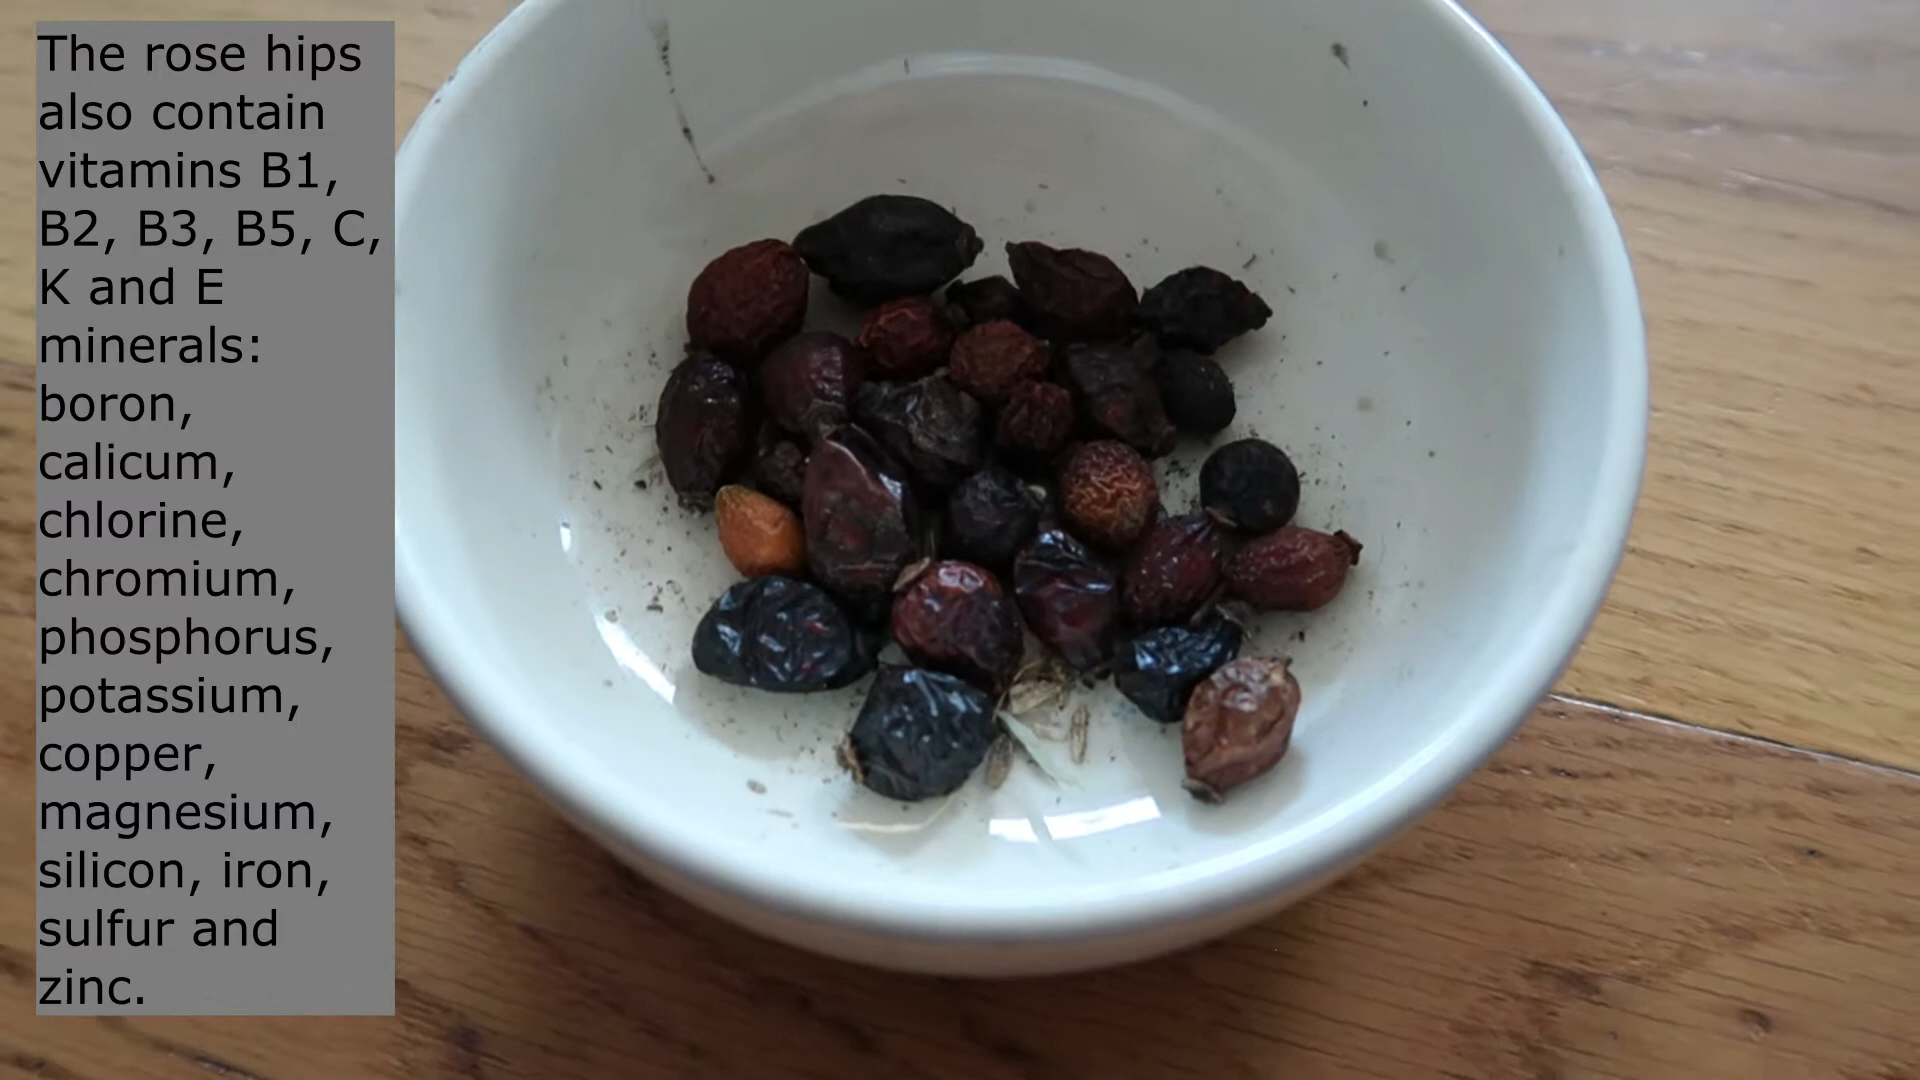 The rose hips
also contain
vitamins B1,
B2, B3, B5, C,
K and E
minerals:
boron,
calicum,
chlorine,
chromium,
phosphorus,
potassium,
copper,
magnesium,
silicon, iron,
sulfur and
zinc.